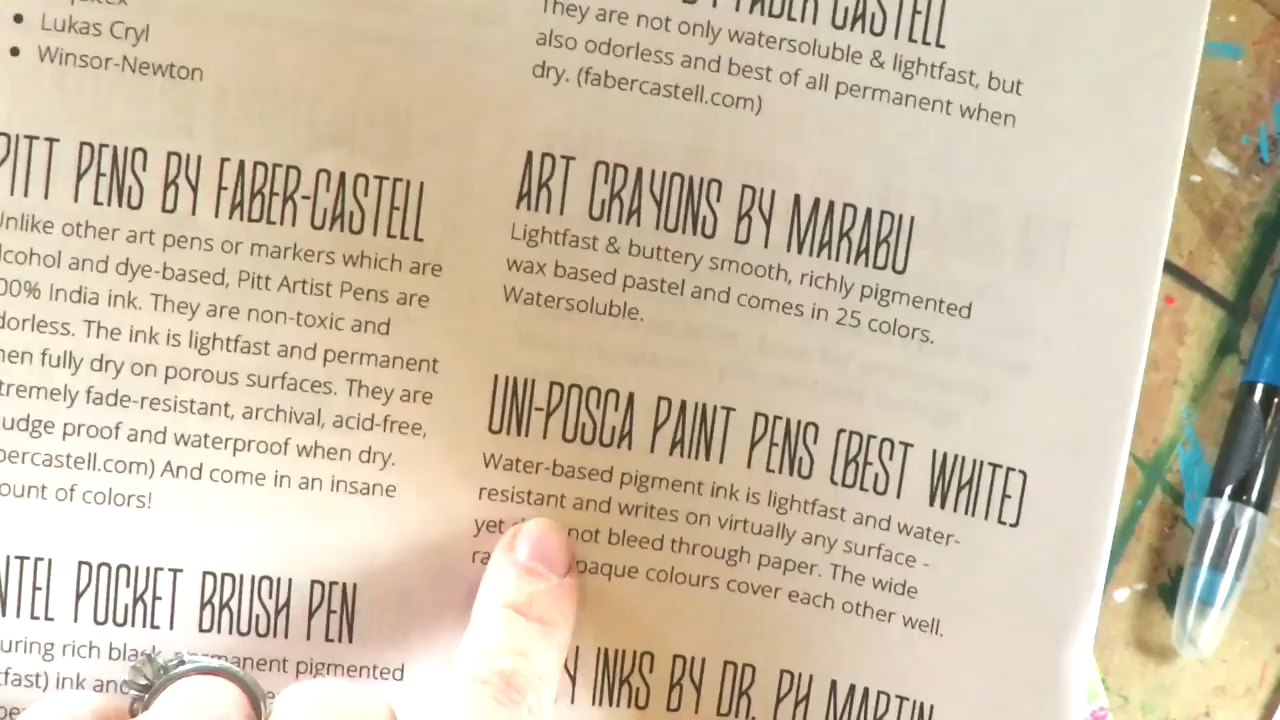 Lukas Cryl
Winsor-Newton
PITT PENS BY FABER-CASTELL
Unlike other art pens or markers which are
lcohol and dye-based, Pitt Artist Pens are
00% India ink. They are non-toxic and
dorless. The ink is lightfast and permanent
hen fully dry on porous surfaces. They are
tremely fade-resistant, archival, acid-free,
udge proof and waterproof when dry.
bercastell.com) And come in an insane
ount of colors!
NTEL POCKET BRUSH PEN
uring rich black, permanent pigmented
tfast) ink and
BY FABER CASTELL
They are not only watersoluble & lightfast, but
also odorless and best of all permanent when
dry. (fabercastell.com)
ART CRAYONS BY MARABU
Lightfast & buttery smooth, richly pigmented
wax based pastel and comes in 25 colors.
Watersoluble.
UNI-POSCA PAINT PENS (BEST WHITE)
Water-based pigment ink is lightfast and water-
resistant and writes on virtually any surface -
yet not bleed through paper. The wide
paque colours cover each other well.
Y INKS BY DR. PH MARTIN